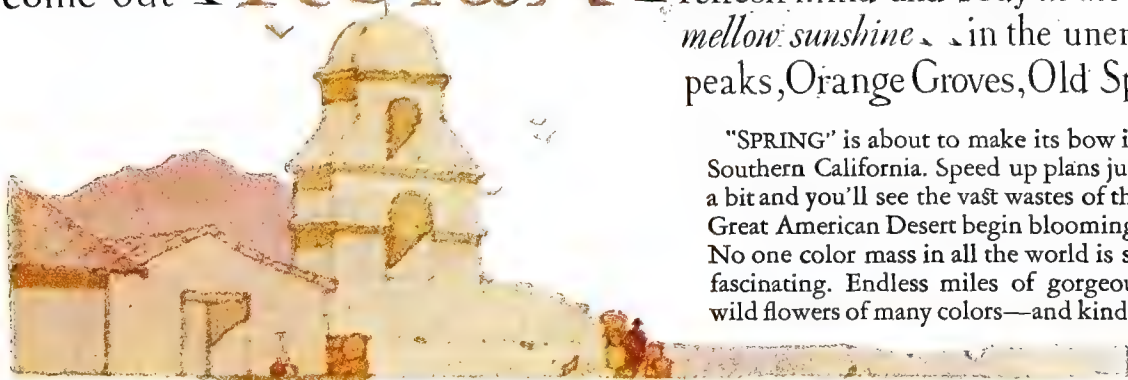 come out
mellow sunshine . . in the uner
peaks, Orange Groves, Old Sp
"SPRING" is about to make its bow i
Southern California. Speed up plans ju
a bit and you'll see the vast wastes of th
Great American Desert begin blooming
No one color mass in all the world is s
fascinating. Endless miles of gorgeou
wild flowers of many colors—and kind